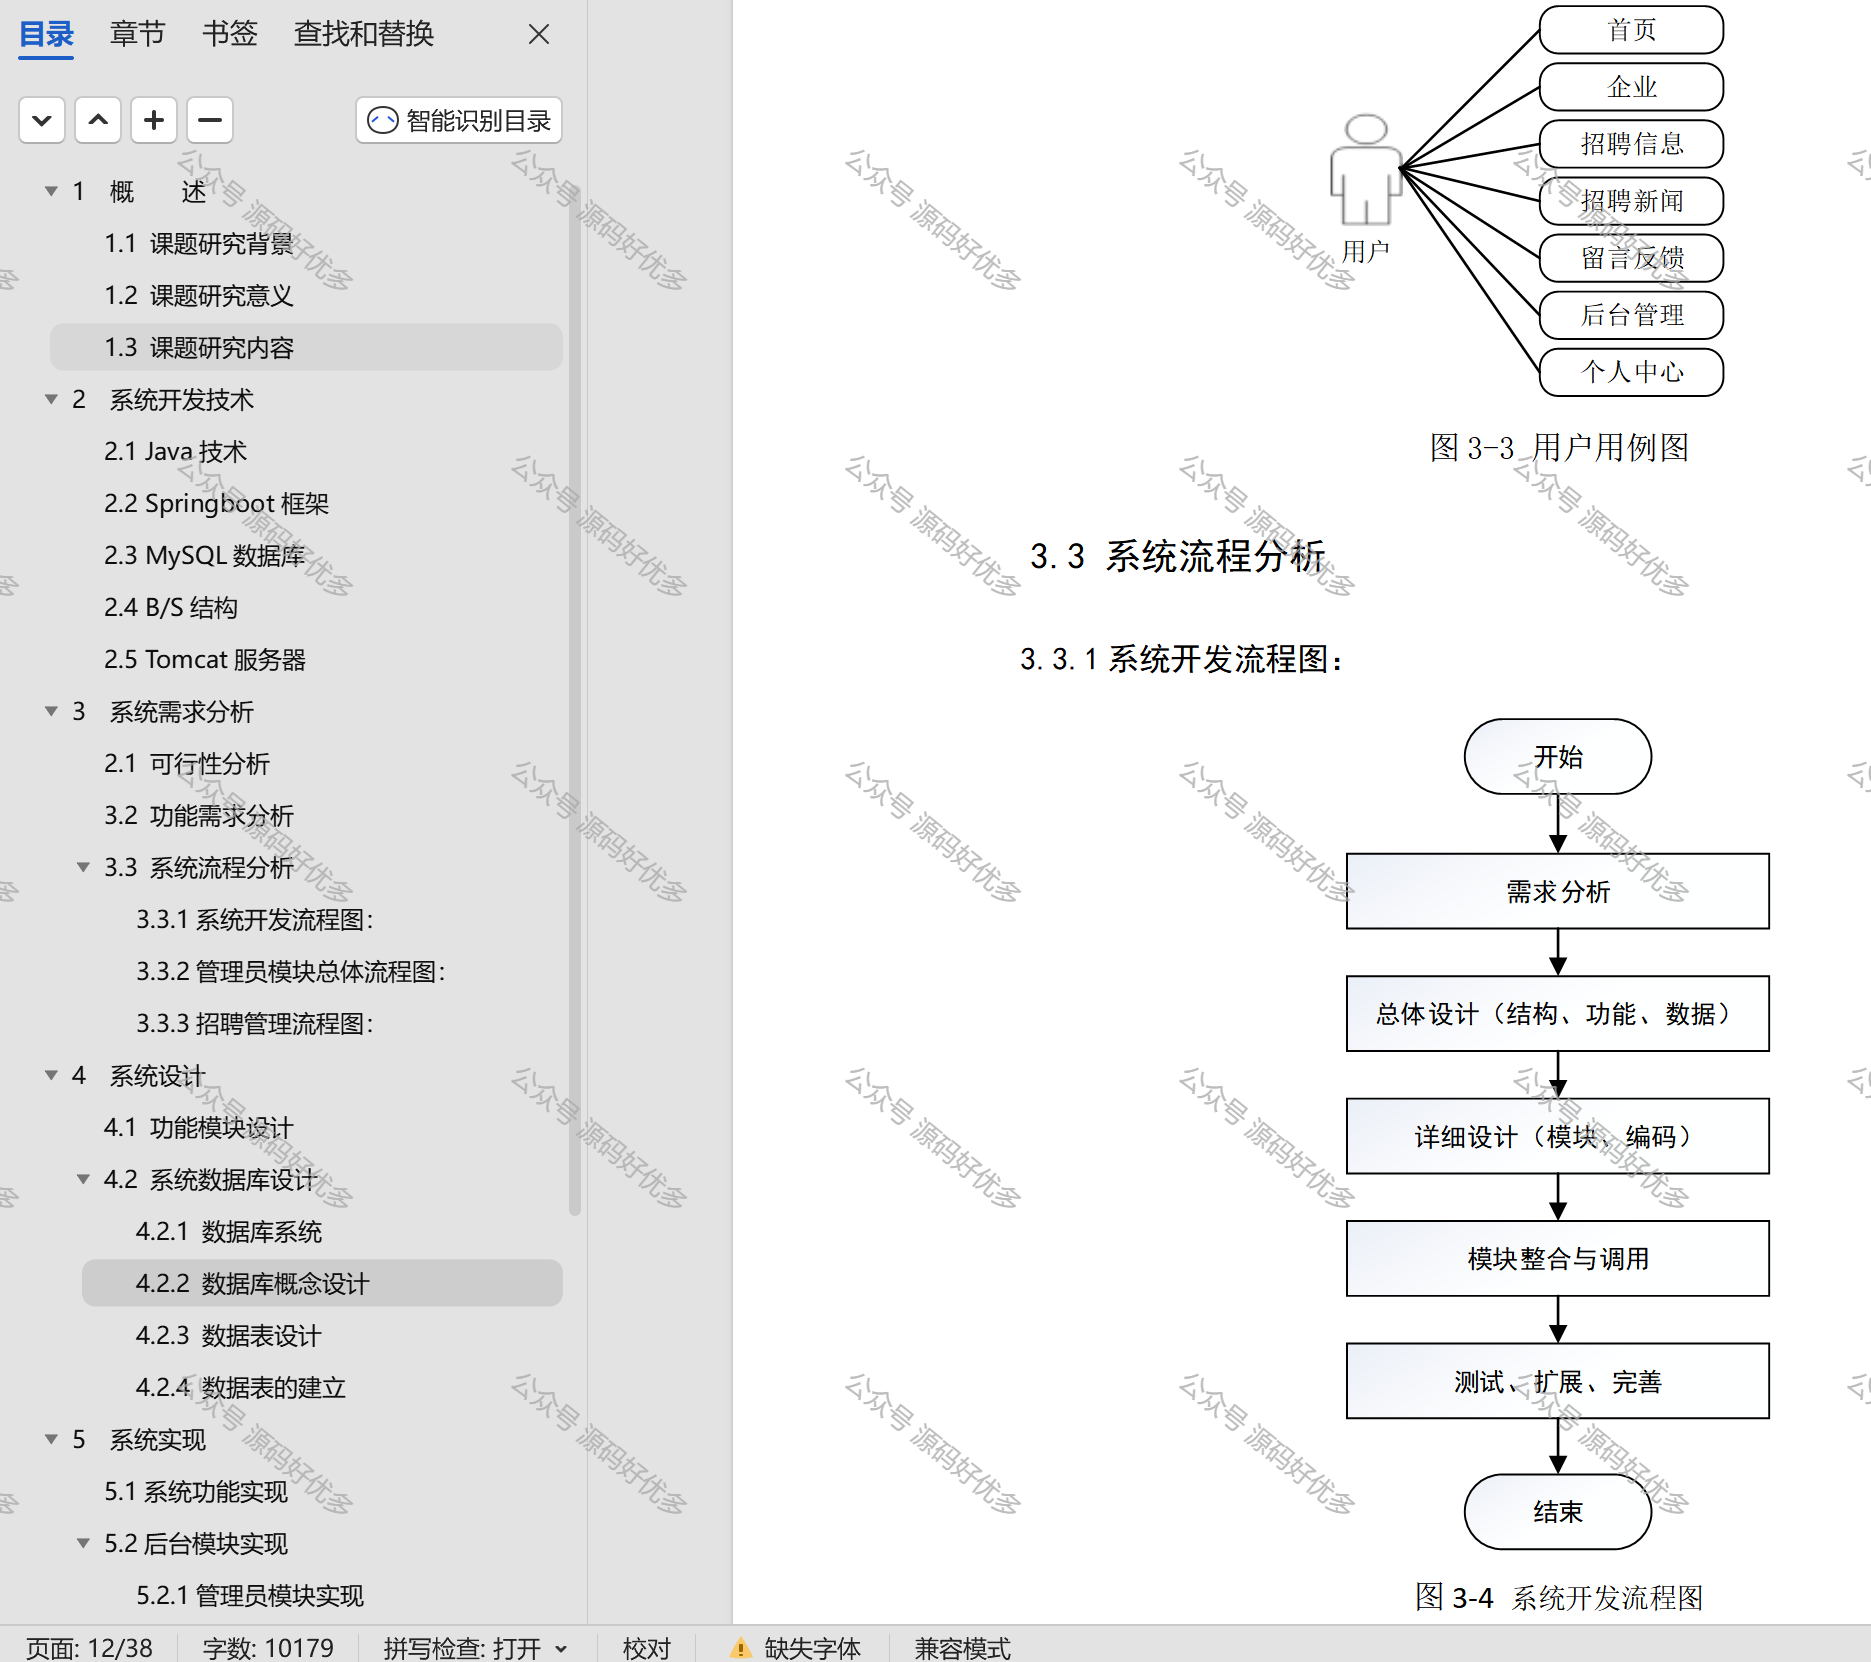 目录 章节 书签 查找和替换
智能识别目录
1 概 述
1.1 课题研究背景
1.2 课题研究意义
1.3 课题研究内容
2 系统开发技术
2.1 Java 技术
2.2 Springboot 框架
2.3 MySQL 数据库
2.4 B/S 结构
2.5 Tomcat 服务器
3 系统需求分析
2.1 可行性分析
3.2 功能需求分析
3.3 系统流程分析
3.3.1 系统开发流程图：
3.3.2 管理员模块总体流程图：
3.3.3 招聘管理流程图：
4 系统设计
4.1 功能模块设计
4.2 系统数据库设计
4.2.1 数据库系统
4.2.2 数据库概念设计
4.2.3 数据表设计
4.2.4 数据表的建立
5 系统实现
5.1 系统功能实现
5.2 后台模块实现
5.2.1 管理员模块实现
首页
企业
招聘信息
招聘新闻
留言反馈
后台管理
个人中心
用户
图 3-3 用户用例图
3.3 系统流程分析
3.3.1 系统开发流程图：
开始
需求分析
总体设计（结构、功能、数据）
详细设计（模块、编码）
模块整合与调用
测试、扩展、完善
结束
图 3-4 系统开发流程图
页面: 12/38 字数: 10179 拼写检查: 打开 校对 缺失字体 兼容模式
公众号 源码好优多